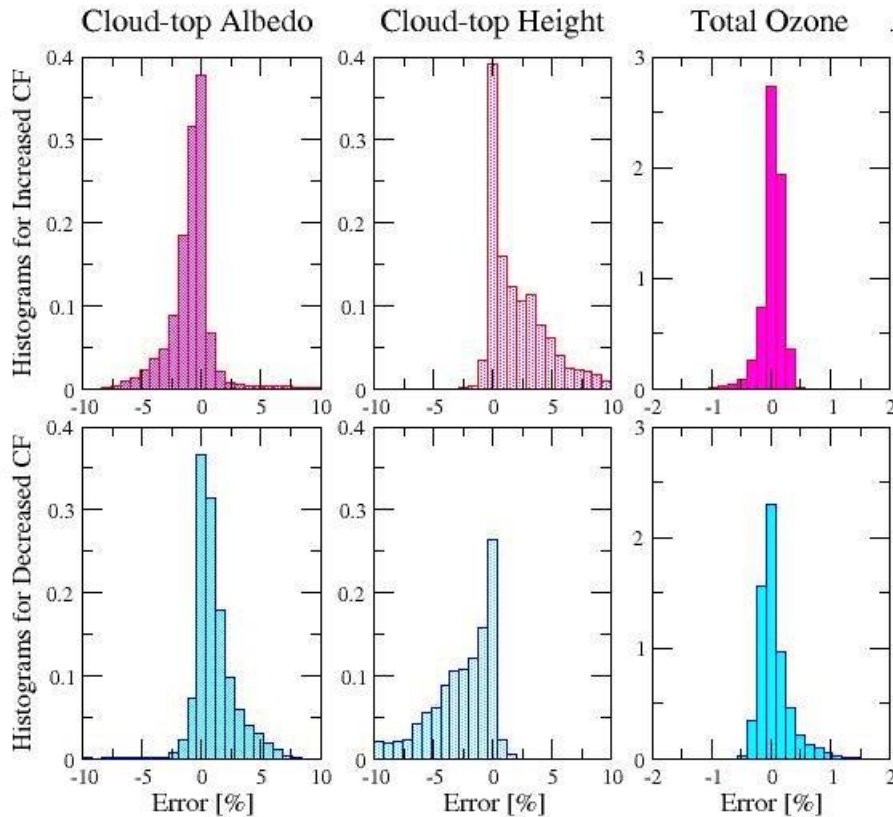 Cloud-top Albedo Cloud-top Height Total Ozone
Histograms for Increased CF
0.4
0.3
0.2
0.1
0
-10 -5 0 5 10
0.4
0.3
0.2
0.1
0
-10 -5 0 5 10
3
2
1
0
-2 -1 0 1 2
Histograms for Decreased CF
0.4
0.3
0.2
0.1
0
-10 -5 0 5 10
Error [%]
0.4
0.3
0.2
0.1
0
-10 -5 0 5 10
Error [%]
3
2
1
0
-2 -1 0 1 2
Error [%]